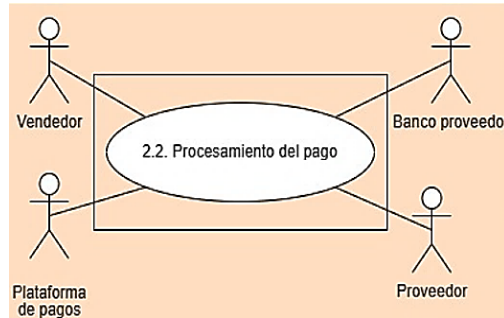 Vendedor
Banco proveedo
2.2. Procesamiento del pago
Plataforma
de pagos
Proveedor